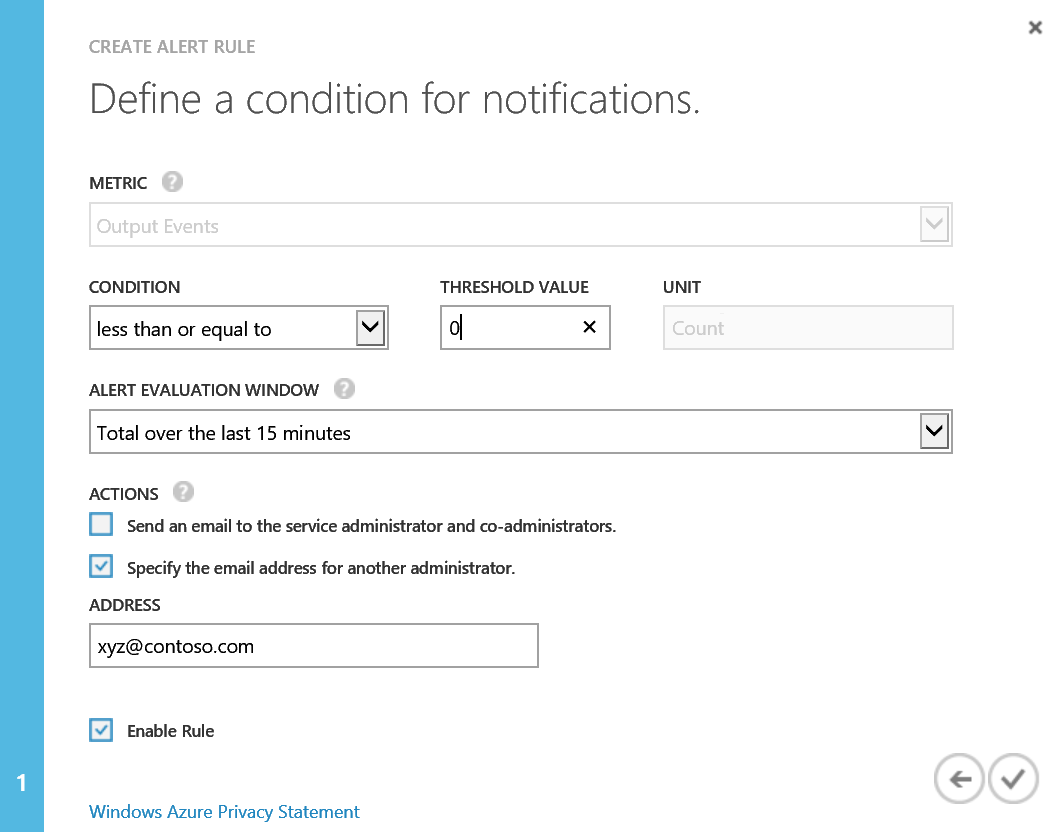 CREATE ALERT RULE
Define a condition for notifications.
METRIC ?
Output Events
CONDITION THRESHOLD VALUE UNIT
less than or equal to 0 Count
ALERT EVALUATION WINDOW ?
Total over the last 15 minutes
ACTIONS ?
Send an email to the service administrator and co-administrators.
Specify the email address for another administrator.
ADDRESS
xyz@contoso.com
Enable Rule
1
Windows Azure Privacy Statement